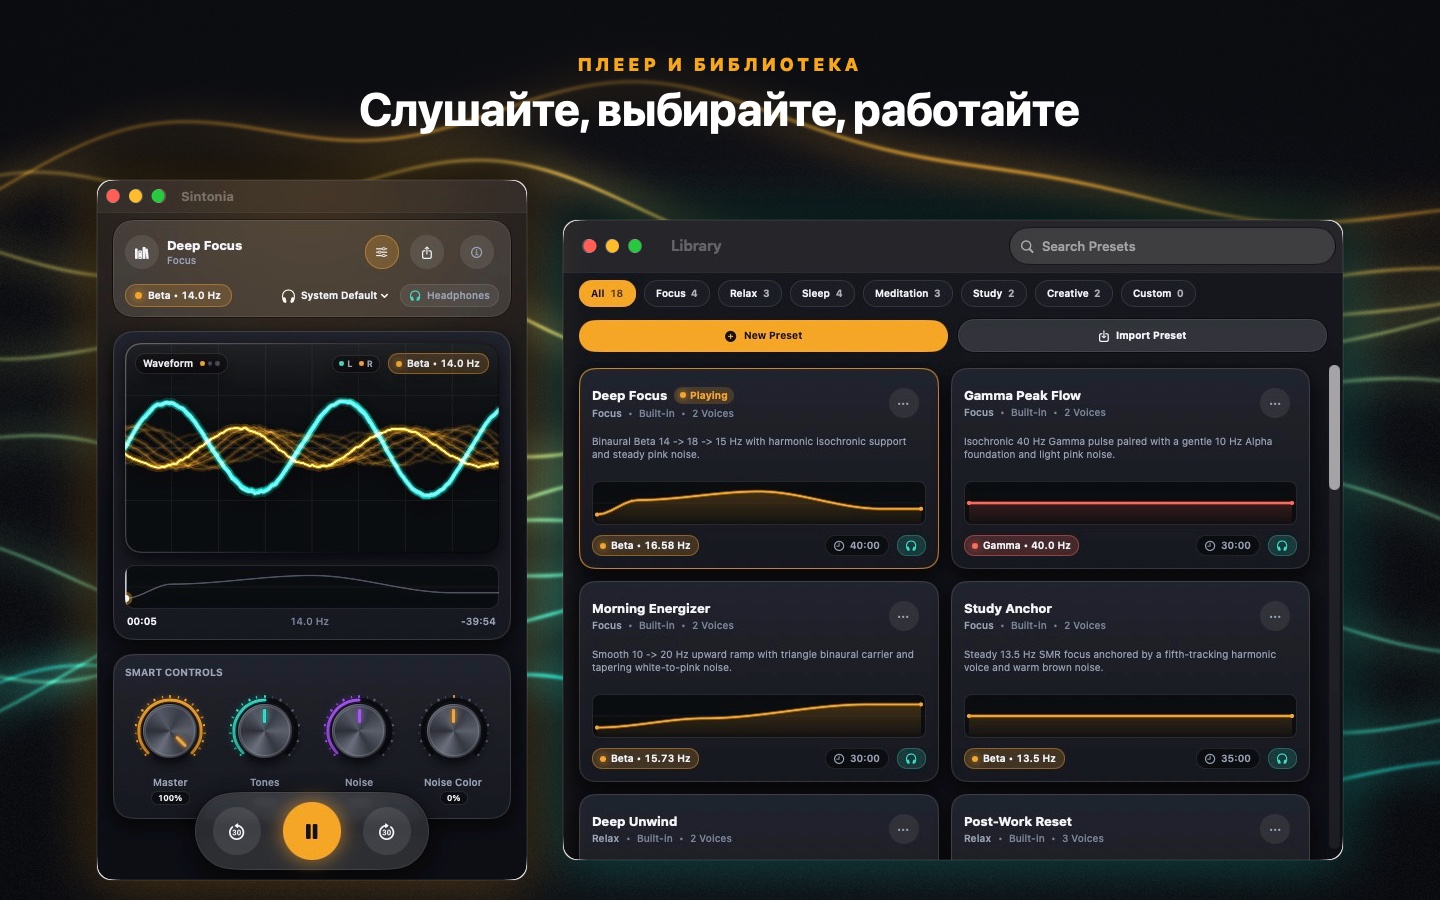 ПЛЕЕР И БИБЛИОТЕКА
Слушайте, выбирайте, работайте
Sintonia
Deep Focus
Focus
Beta • 14.0 Hz
System Default
Headphones
Waveform
L R
Beta • 14.0 Hz
00:05
14.0 Hz
-39:54
SMART CONTROLS
Master
Tones
Noise
Noise Color
100%
0%
30
30
Library
Search Presets
All 18
Focus 4
Relax 3
Sleep 4
Meditation 3
Study 2
Creative 2
Custom 0
New Preset
Import Preset
Deep Focus
Playing
Focus • Built-in • 2 Voices
Binaural Beta 14 -> 18 -> 15 Hz with harmonic isochronic support
and steady pink noise.
Beta • 16.58 Hz
40:00
Gamma Peak Flow
Focus • Built-in • 2 Voices
Isochronic 40 Hz Gamma pulse paired with a gentle 10 Hz Alpha
foundation and light pink noise.
Gamma • 40.0 Hz
30:00
Morning Energizer
Focus • Built-in • 2 Voices
Smooth 10 -> 20 Hz upward ramp with triangle binaural carrier and
tapering white-to-pink noise.
Beta • 15.73 Hz
30:00
Study Anchor
Focus • Built-in • 2 Voices
Steady 13.5 Hz SMR focus anchored by a fifth-tracking harmonic
voice and warm brown noise.
Beta • 13.5 Hz
35:00
Deep Unwind
Relax • Built-in • 2 Voices
Post-Work Reset
Relax • Built-in • 3 Voices